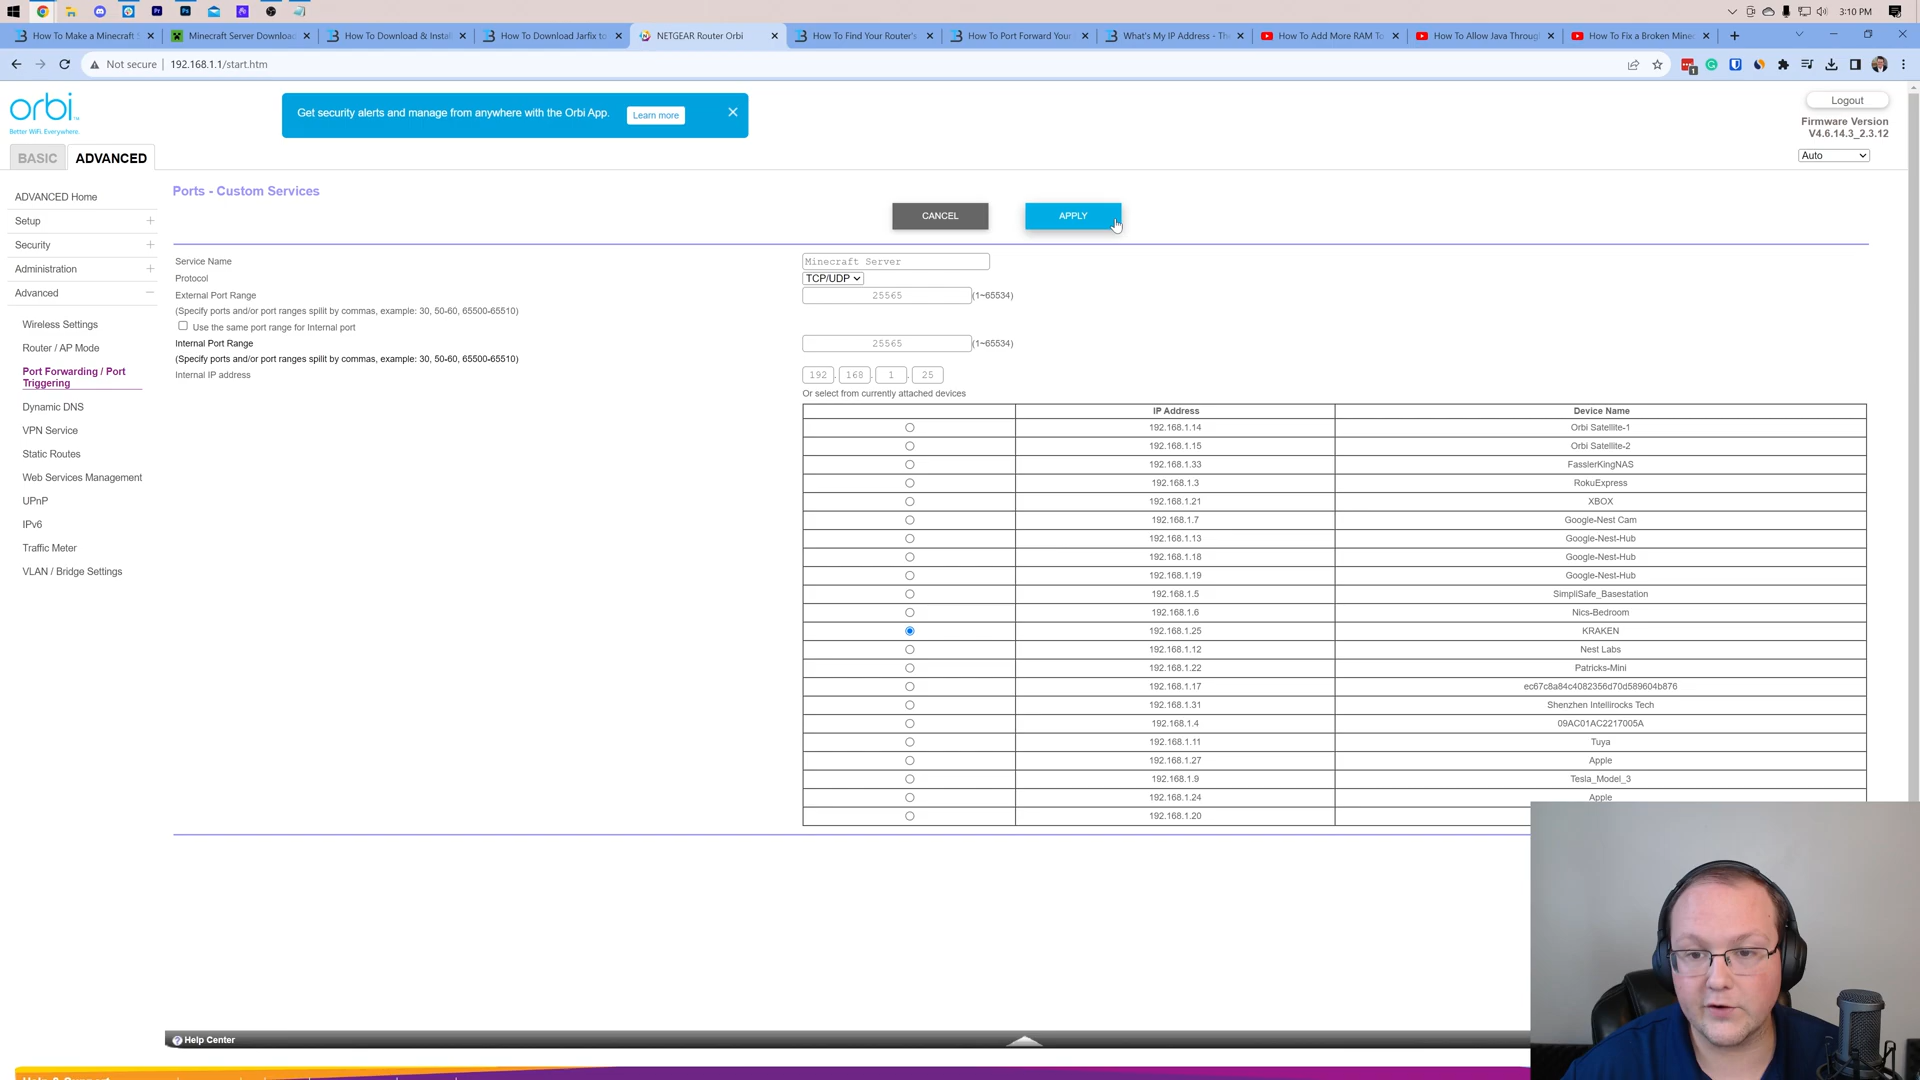 3:10 PM
How To Make a Minecraft S
Minecraft Server Download
How To Download & Install
How To Download Jarfix to
NETGEAR Router Orbi
How To Find Your Router's
How To Port Forward Your
What's My IP Address - The
How To Add More RAM To
How To Allow Java Through
How To Fix a Broken Minec
Not secure | 192.168.1.1/start.htm
orbi
Better WiFi. Everywhere.
Get security alerts and manage from anywhere with the Orbi App.
Learn more
Logout
Firmware Version
V4.6.14.3_2.3.12
Auto
BASIC
ADVANCED
ADVANCED Home
Setup
Security
Administration
Advanced
Wireless Settings
Router / AP Mode
Port Forwarding / Port
Triggering
Dynamic DNS
VPN Service
Static Routes
Web Services Management
UPnP
IPv6
Traffic Meter
VLAN / Bridge Settings
Ports - Custom Services
CANCEL
APPLY
Service Name
Minecraft Server
Protocol
TCP/UDP
External Port Range
25565
(1~65534)
(Specify ports and/or port ranges spilit by commas, example: 30, 50-60, 65500-65510)
Use the same port range for Internal port
Internal Port Range
25565
(1~65534)
(Specify ports and/or port ranges spilit by commas, example: 30, 50-60, 65500-65510)
Internal IP address
192 . 168 . 1 . 25
Or select from currently attached devices
IP Address Device Name
192.168.1.14 Orbi Satellite-1
192.168.1.15 Orbi Satellite-2
192.168.1.33 FasslerKingNAS
192.168.1.3 RokuExpress
192.168.1.21 XBOX
192.168.1.7 Google-Nest Cam
192.168.1.13 Google-Nest-Hub
192.168.1.18 Google-Nest-Hub
192.168.1.19 Google-Nest-Hub
192.168.1.5 SimpliSafe_Basestation
192.168.1.6 Nics-Bedroom
192.168.1.25 KRAKEN
192.168.1.12 Nest Labs
192.168.1.22 Patricks-Mini
192.168.1.17 ec67c8a84c4082356d70d589604b876
192.168.1.31 Shenzhen Intellirocks Tech
192.168.1.4 09AC01AC2217005A
192.168.1.11 Tuya
192.168.1.27 Apple
192.168.1.9 Tesla_Model_3
192.168.1.24 Apple
192.168.1.20
Help Center